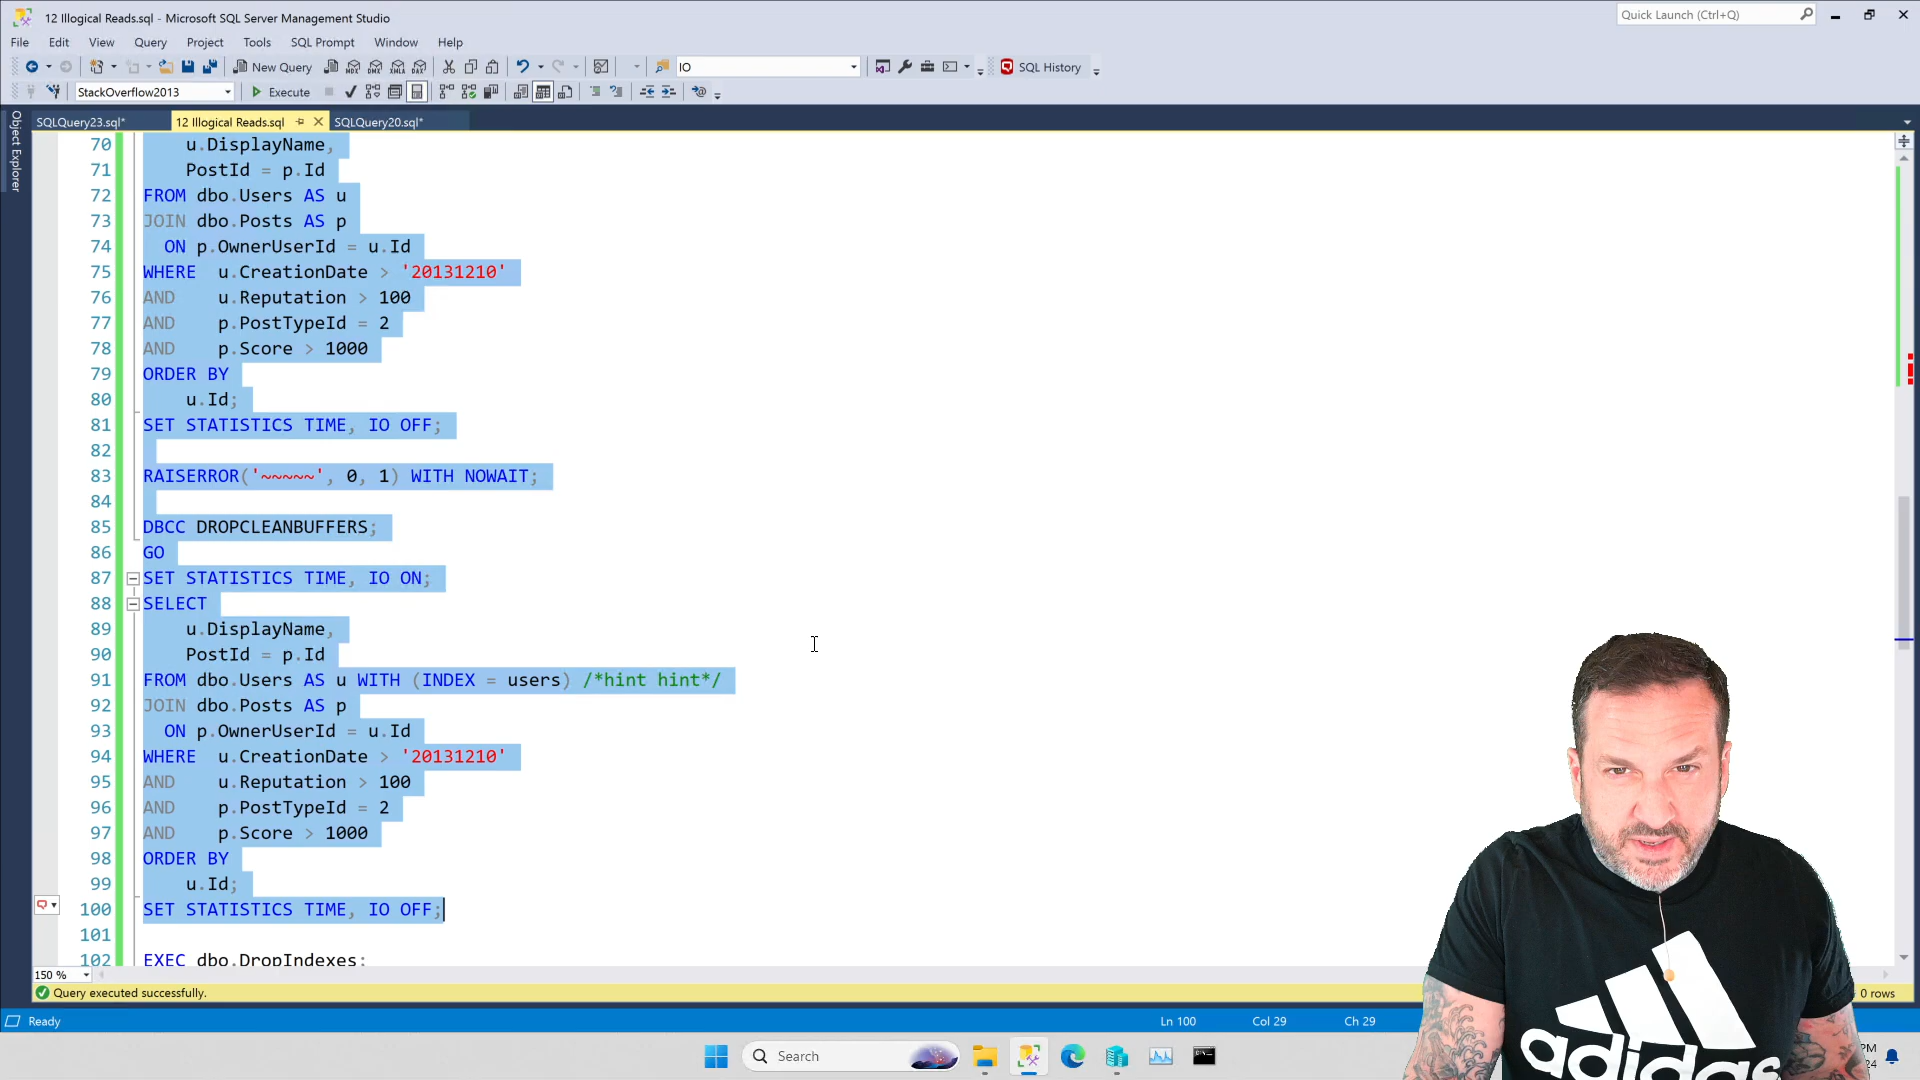 12 Illogical Reads.sql - Microsoft SQL Server Management Studio
Quick Launch (Ctrl+Q)
File Edit View Query Project Tools SQL Prompt Window Help
New Query
MDX DMX XMLA DAX
IO
SQL History
StackOverflow2013
Execute
SQLQuery23.sql*
12 Illogical Reads.sql
SQLQuery20.sql*
Object Explorer
70 u.DisplayName,
71 PostId = p.Id
72 FROM dbo.Users AS u
73 JOIN dbo.Posts AS p
74 ON p.OwnerUserId = u.Id
75 WHERE u.CreationDate > '20131210'
76 AND u.Reputation > 100
77 AND p.PostTypeId = 2
78 AND p.Score > 1000
79 ORDER BY
80 u.Id;
81 SET STATISTICS TIME, IO OFF;
82
83 RAISERROR('~~~~~', 0, 1) WITH NOWAIT;
84
85 DBCC DROPCLEANBUFFERS;
86 GO
87 SET STATISTICS TIME, IO ON;
88 SELECT
89 u.DisplayName,
90 PostId = p.Id
91 FROM dbo.Users AS u WITH (INDEX = users) /*hint hint*/
92 JOIN dbo.Posts AS p
93 ON p.OwnerUserId = u.Id
94 WHERE u.CreationDate > '20131210'
95 AND u.Reputation > 100
96 AND p.PostTypeId = 2
97 AND p.Score > 1000
98 ORDER BY
99 u.Id;
100 SET STATISTICS TIME, IO OFF;
101
102 EXEC dbo.DropIndexes;
150 %
Query executed successfully.
0 rows
Ready
Ln 100 Col 29 Ch 29
Search
PM
24
adidas